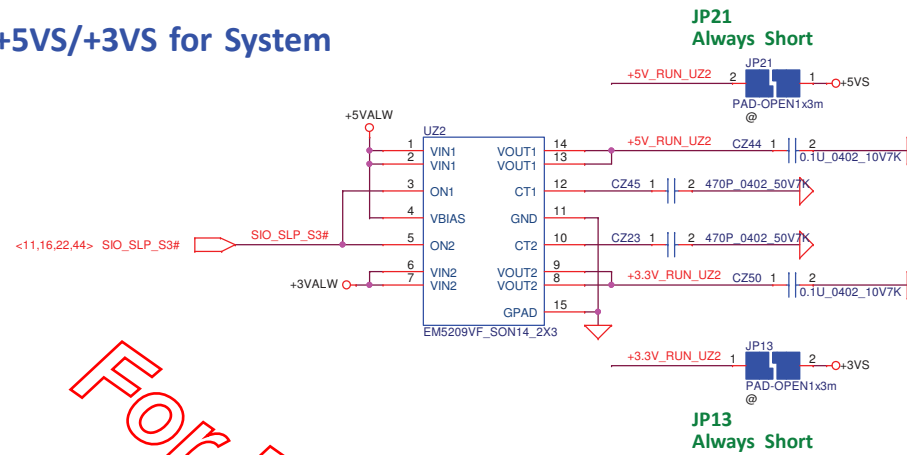 +5VS/+3VS for System
JP21
Always Short
JP21
+5V_RUN_UZ2 2 1 +5VS
PAD-OPEN1x3m
@
+5VALW
UZ2
1 VIN1 VOUT1 14 +5V_RUN_UZ2 CZ44 1 2
2 VIN1 VOUT1 13 0.1U_0402_10V7K
3 ON1 CT1 12 CZ45 1 2 470P_0402_50V7K
4 VBIAS GND 11
<11,16,22,44> SIO_SLP_S3# SIO_SLP_S3# 5 ON2 CT2 10 CZ23 1 2 470P_0402_50V7K
6 VIN2 VOUT2 9
+3VALW 7 VIN2 VOUT2 8 +3.3V_RUN_UZ2 CZ50 1 2
0.1U_0402_10V7K
GPAD 15
EM5209VF_SON14_2X3
JP13
+3.3V_RUN_UZ2 1 2 +3VS
PAD-OPEN1x3m
@
JP13
Always Short
For